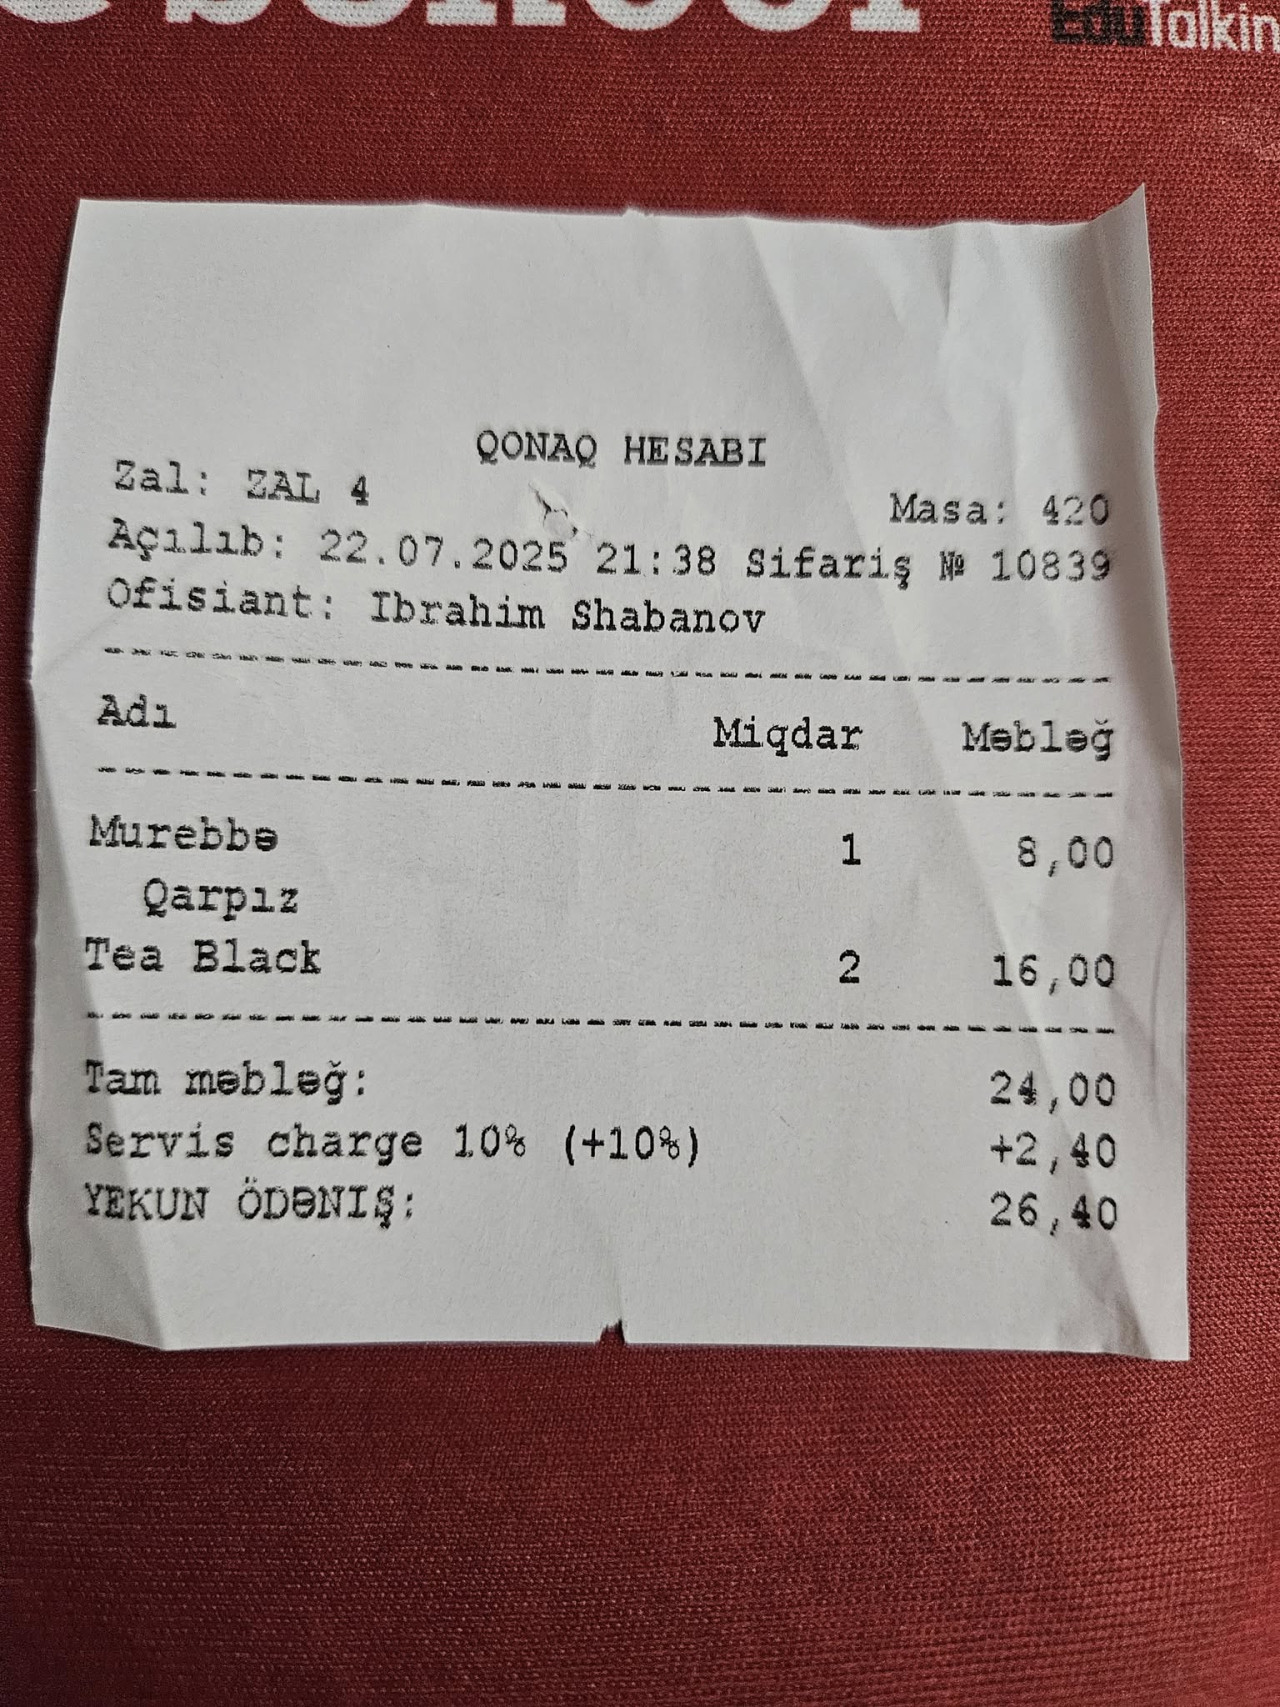 EduTalkin
QONAQ HESABI
Zal: ZAL 4 Masa: 420
Açılıb: 22.07.2025 21:38 Sifariş № 10839
Ofisiant: Ibrahim Shabanov
Adı Miqdar Məbləğ
Murebbə 1 8,00
Qarpız
Tea Black 2 16,00
Tam məbləğ: 24,00
Servis charge 10% (+10%) +2,40
YEKUN ÖDƏNIŞ: 26,40